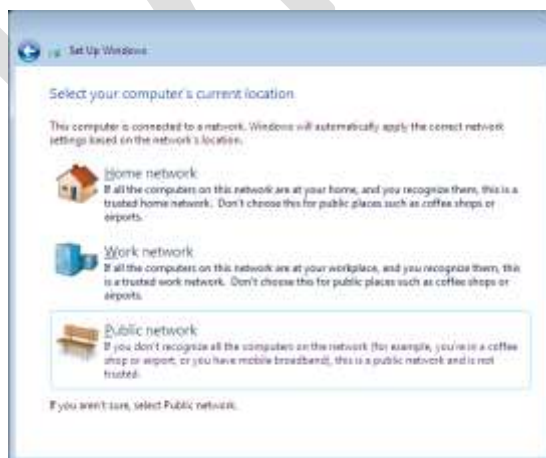 Set Up Windows
Select your computer's current location
This computer is connected to a network. Windows will automatically apply the correct network
settings based on the network's location.
Home network
If all the computers on this network are at your home, and you recognize them, this is a
trusted home network. Don't choose this for public places such as coffee shops or
airports.
Work network
If all the computers on this network are at your workplace, and you recognize them, this
is a trusted work network. Don't choose this for public places such as coffee shops or
airports.
Public network
If you don't recognize all the computers on the network (for example, you're in a coffee
shop or airport, or you have mobile broadband), this is a public network and is not
trusted.
If you aren't sure, select Public network.